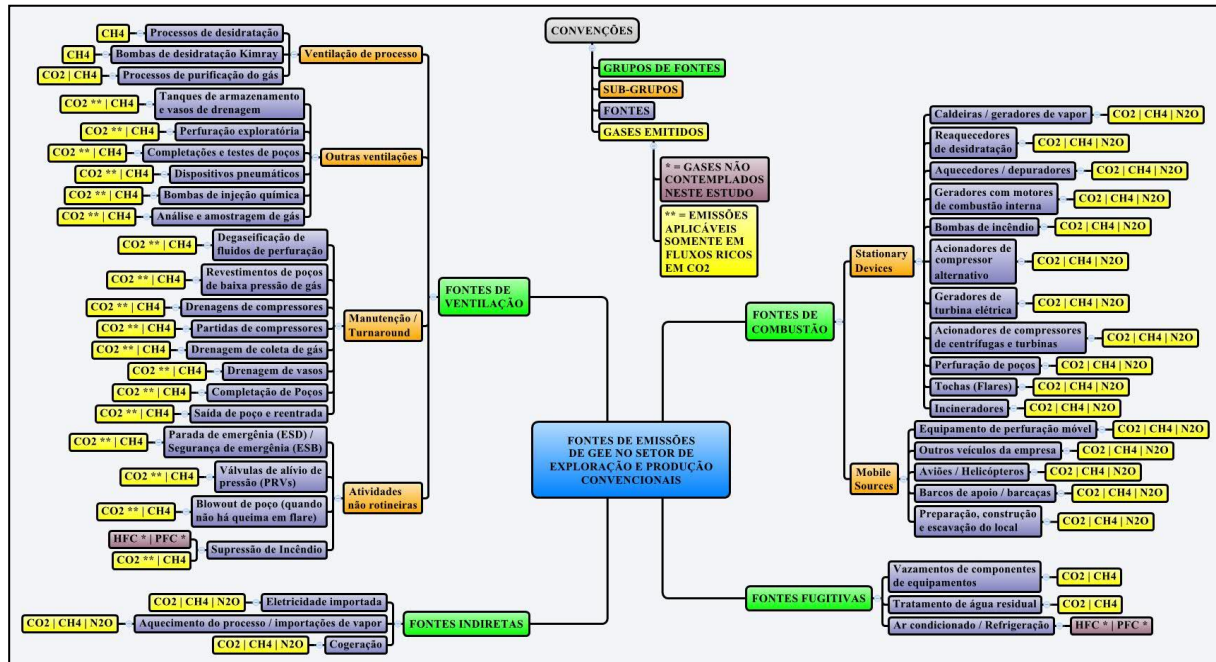 CONVENÇÕES
GRUPOS DE FONTES
SUB-GRUPOS
FONTES
GASES EMITIDOS
* = GASES NÃO
CONTEMPLADOS
NESTE ESTUDO
** = EMISSÕES
APLICÁVEIS
SOMENTE EM
FLUXOS RICOS
EM CO2
FONTES DE EMISSÕES
DE GEE NO SETOR DE
EXPLORAÇÃO E PRODUÇÃO
CONVENCIONAIS
FONTES DE
VENTILAÇÃO
Ventilação de processo
Processos de desidratação
CH4
Bombas de desidratação Kimray
CH4
Processos de purificação do gás
CO2 | CH4
Outras ventilações
Tanques de armazenamento
e vasos de drenagem
CO2 ** | CH4
Perfuração exploratória
CO2 ** | CH4
Completações e testes de poços
CO2 ** | CH4
Dispositivos pneumáticos
CO2 ** | CH4
Bombas de injeção química
CO2 ** | CH4
Análise e amostragem de gás
CO2 ** | CH4
Manutenção /
Turnaround
Degaseificação de
fluidos de perfuração
CO2 ** | CH4
Revestimentos de poços
de baixa pressão de gás
CO2 ** | CH4
Drenagens de compressores
CO2 ** | CH4
Partidas de compressores
CO2 ** | CH4
Drenagem de coleta de gás
CO2 ** | CH4
Drenagem de vasos
CO2 ** | CH4
Completação de Poços
CO2 ** | CH4
Saída de poço e reentrada
CO2 ** | CH4
Atividades
não rotineiras
Parada de emergênia (ESD) /
Segurança de emergênia (ESB)
CO2 ** | CH4
Válvulas de alívio de
pressão (PRVs)
CO2 ** | CH4
Blowout de poço (quando
não há queima em flare)
CO2 ** | CH4
Supressão de Incêndio
HFC * | PFC *
CO2 ** | CH4
FONTES INDIRETAS
Eletricidade importada
CO2 | CH4 | N2O
Aquecimento do processo / importações de vapor
CO2 | CH4 | N2O
Cogeração
CO2 | CH4 | N2O
FONTES DE
COMBUSTÃO
Stationary
Devices
Caldeiras / geradores de vapor
CO2 | CH4 | N2O
Reaquecedores
de desidratação
CO2 | CH4 | N2O
Aquecedores / depuradores
CO2 | CH4 | N2O
Geradores com motores
de combustão interna
CO2 | CH4 | N2O
Bombas de incêndio
CO2 | CH4 | N2O
Acionadores de
compressor
alternativo
CO2 | CH4 | N2O
Geradores de
turbina elétrica
CO2 | CH4 | N2O
Acionadores de compressores
de centrífugas e turbinas
CO2 | CH4 | N2O
Perfuração de poços
CO2 | CH4 | N2O
Tochas (Flares)
CO2 | CH4 | N2O
Incineradores
CO2 | CH4 | N2O
Mobile
Sources
Equipamento de perfuração móvel
CO2 | CH4 | N2O
Outros veículos da empresa
CO2 | CH4 | N2O
Aviões / Helicópteros
CO2 | CH4 | N2O
Barcos de apoio / barcaças
CO2 | CH4 | N2O
Preparação, construção
e escavação do local
CO2 | CH4 | N2O
FONTES FUGITIVAS
Vazamentos de componentes
de equipamentos
CO2 | CH4
Tratamento de água residual
CO2 | CH4
Ar condicionado / Refrigeração
HFC * | PFC *